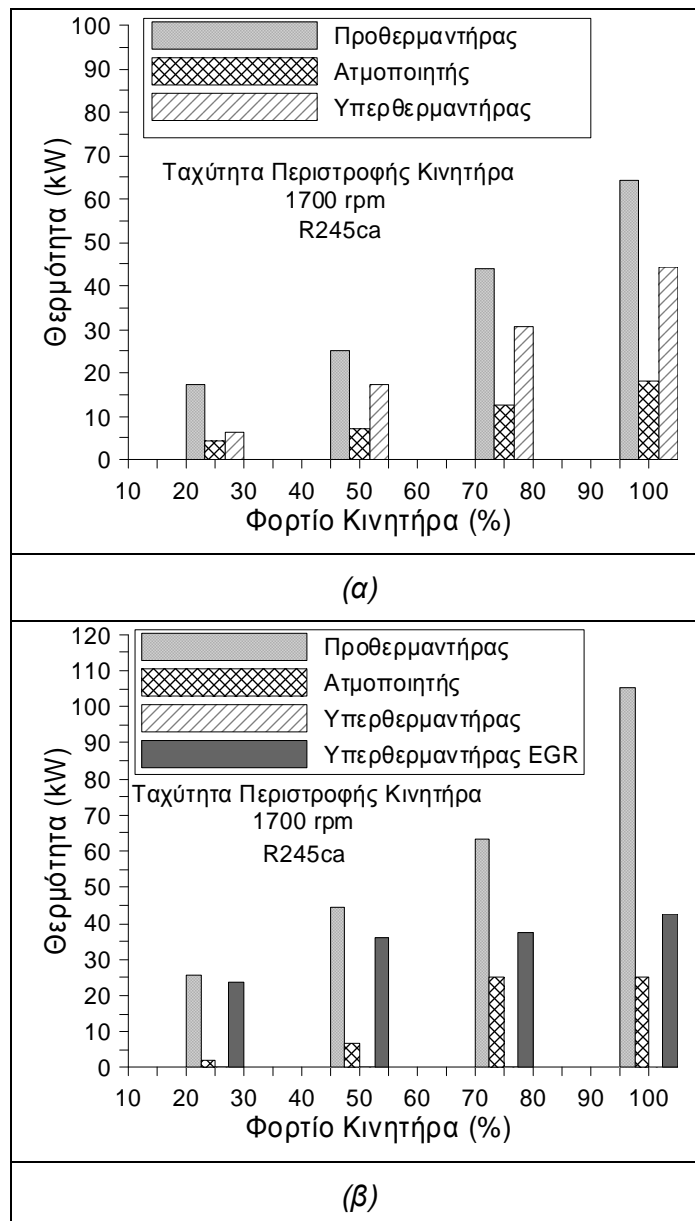 100
90
80
70
60
50
40
30
20
10
0
Θερμότητα (kW)
Προθερμαντήρας
Ατμοποιητής
Υπερθερμαντήρας
Ταχύτητα Περιστροφής Κινητήρα
1700 rpm
R245ca
10 20 30 40 50 60 70 80 90 100
Φορτίο Κινητήρα (%)
(α)
120
110
100
90
80
70
60
50
40
30
20
10
0
Θερμότητα (kW)
Προθερμαντήρας
Ατμοποιητής
Υπερθερμαντήρας
Υπερθερμαντήρας EGR
Ταχύτητα Περιστροφής Κινητήρα
1700 rpm
R245ca
10 20 30 40 50 60 70 80 90 100
Φορτίο Κινητήρα (%)
(β)